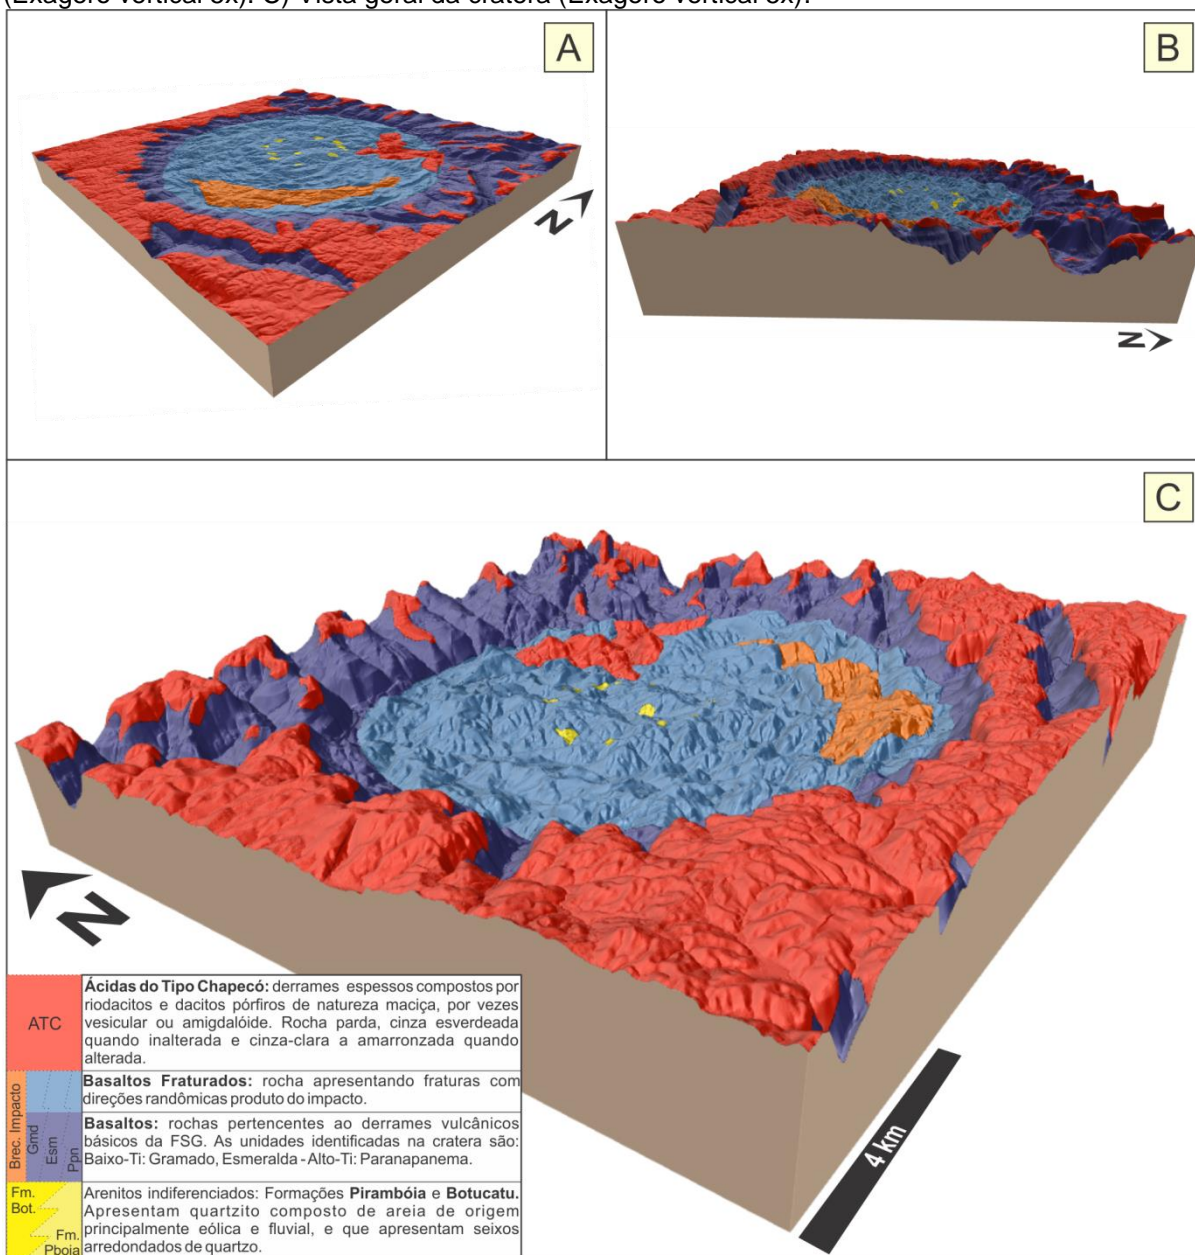 (Exagero vertical 5x). C) Vista geral da cratera (Exagero vertical 5x).
A
B
N
N
C
N
4 km
ATC
Ácidas do Tipo Chapecó: derrames espessos compostos por
riodacitos e dacitos pórfiros de natureza maciça, por vezes
vesicular ou amigdalóide. Rocha parda, cinza esverdeada
quando inalterada e cinza-clara a amarronzada quando
alterada.
Brec. Impacto
Gmd
Esm
Ppn
Basaltos Fraturados: rocha apresentando fraturas com
direções randômicas produto do impacto.
Basaltos: rochas pertencentes ao derrames vulcânicos
básicos da FSG. As unidades identificadas na cratera são:
Baixo-Ti: Gramado, Esmeralda - Alto-Ti: Paranapanema.
Fm.
Bot.
Fm.
Pboia
Arenitos indiferenciados: Formações Pirambóia e Botucatu.
Apresentam quartzito composto de areia de origem
principalmente eólica e fluvial, e que apresentam seixos
arredondados de quartzo.